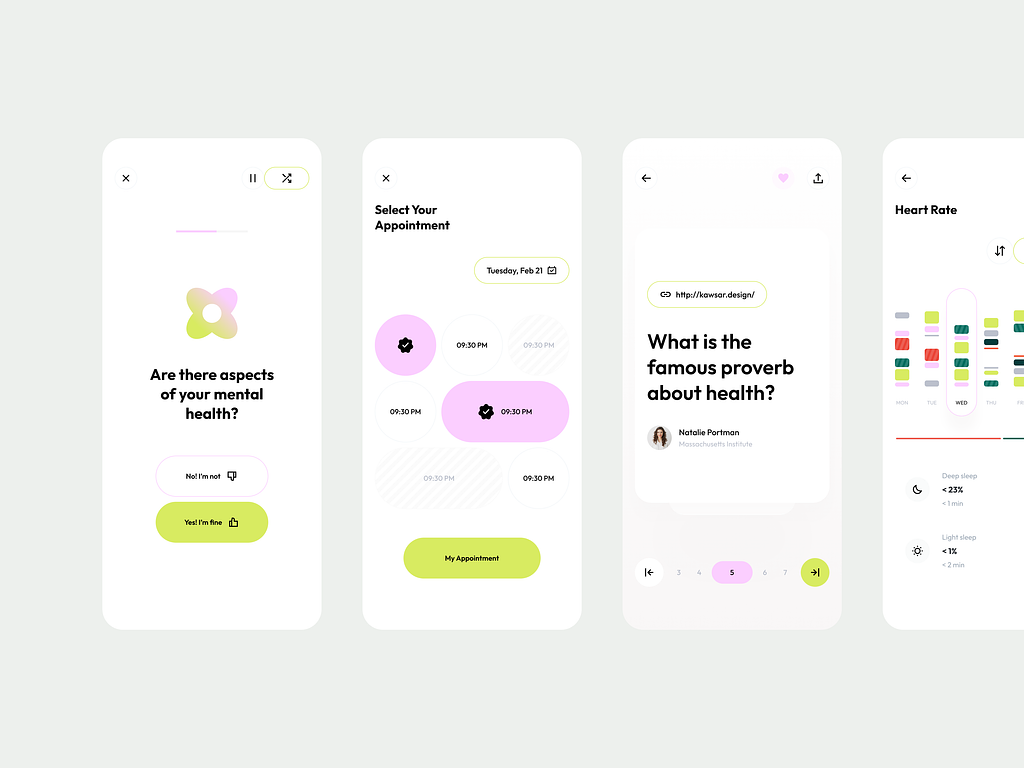 Are there aspects
of your mental
health?
No! I'm not
Yes! I'm fine
Select Your
Appointment
Tuesday, Feb 21
09:30 PM
09:30 PM
09:30 PM
09:30 PM
09:30 PM
09:30 PM
My Appointment
http://kawsar.design/
What is the
famous proverb
about health?
Natalie Portman
Massachusetts Institute
3 4 5 6 7
Heart Rate
MON TUE WED THU
Deep sleep
< 23%
< 1 min
Light sleep
< 1%
< 2 min